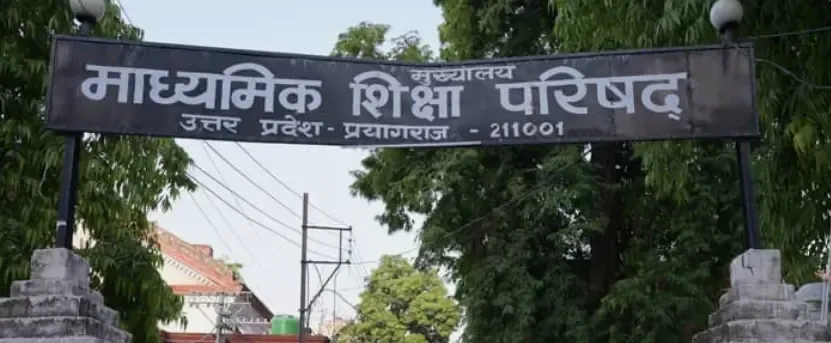 मुख्यालय
माध्यमिक शिक्षा परिषद्
उत्तर प्रदेश - प्रयागराज - 211001